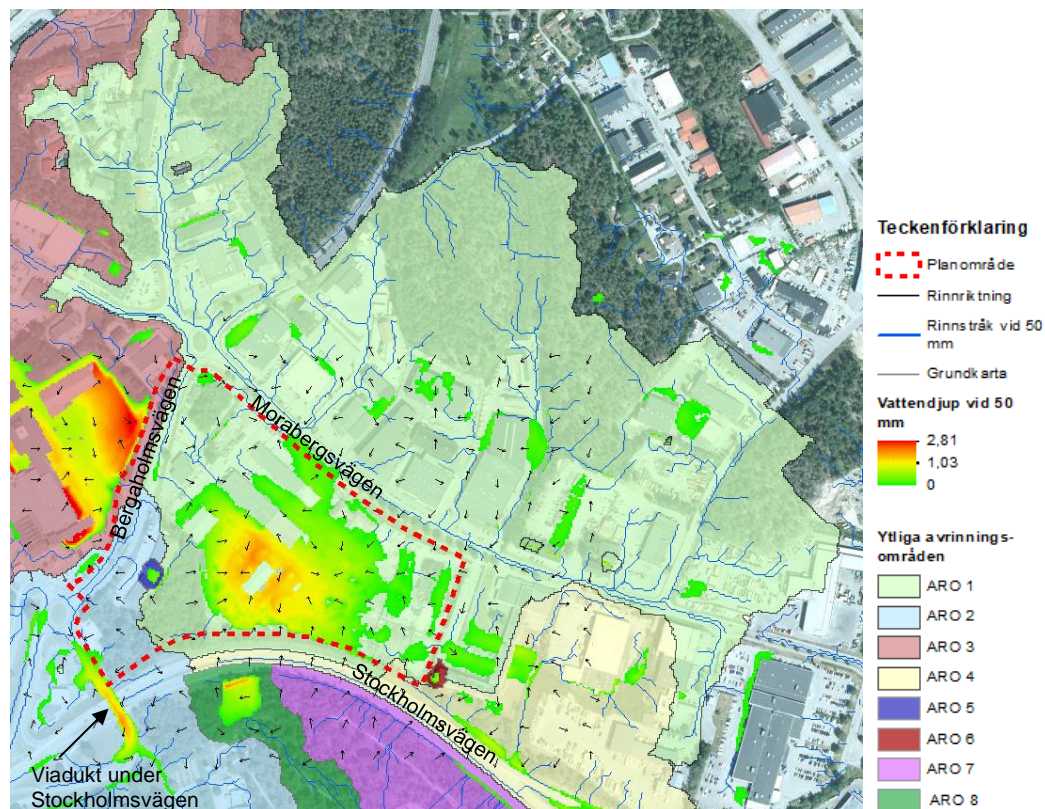 Morabergsvägen
Bergaholmsvägen
Stockholmsvägen
Viadukt under
Stockholmsvägen
Teckenförklaring
Planområde
Rinnriktning
Rinnstråk vid 50
mm
Grundkarta
Vattendjup vid 50
mm
2,81
1,03
0
Ytliga avrinnings-
områden
ARO 1
ARO 2
ARO 3
ARO 4
ARO 5
ARO 6
ARO 7
ARO 8